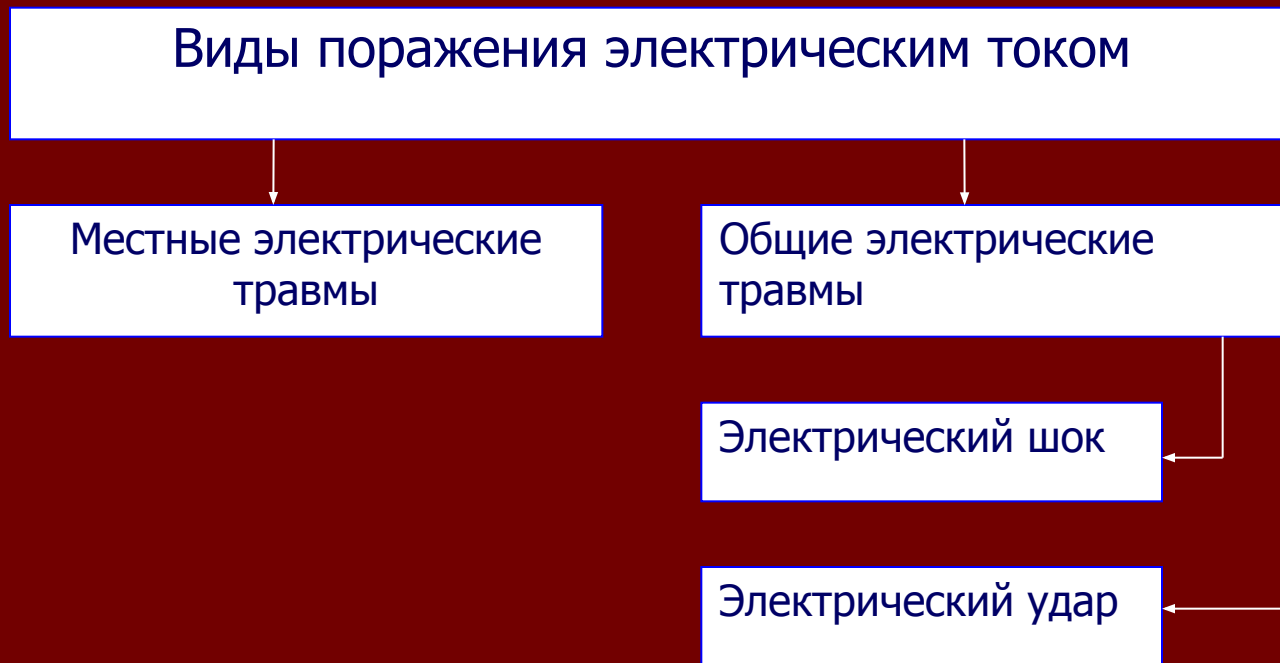 Виды поражения электрическим током
Местные электрические
травмы
Общие электрические
травмы
Электрический шок
Электрический удар